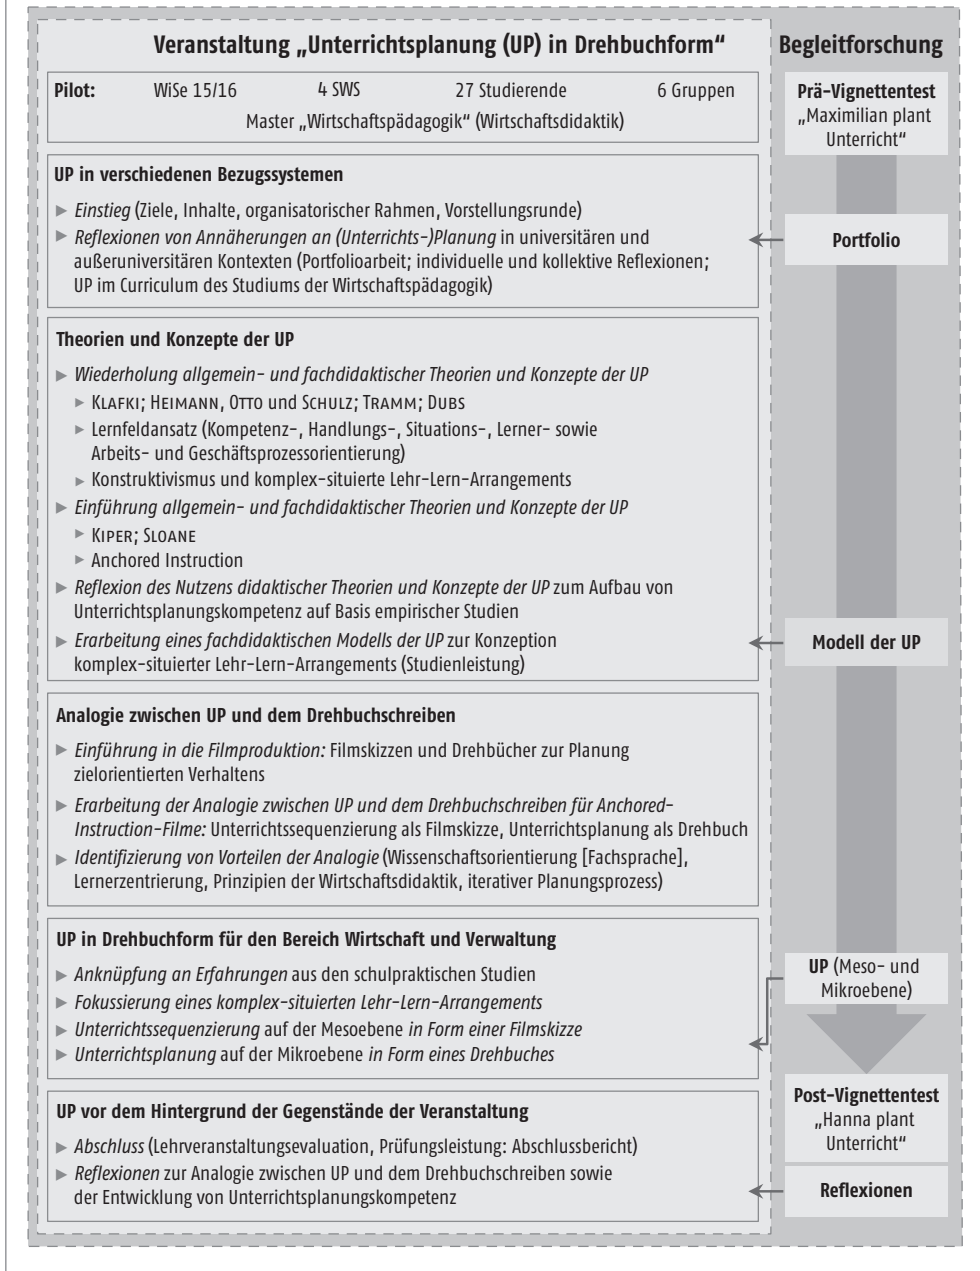 Veranstaltung „Unterrichtsplanung (UP) in Drehbuchform“
Pilot: WiSe 15/16 4 SWS 27 Studierende 6 Gruppen
Master „Wirtschaftspädagogik“ (Wirtschaftsdidaktik)
UP in verschiedenen Bezugssystemen
► Einstieg (Ziele, Inhalte, organisatorischer Rahmen, Vorstellungsrunde)
► Reflexionen von Annäherungen an (Unterrichts-)Planung in universitären und
außeruniversitären Kontexten (Portfolioarbeit; individuelle und kollektive Reflexionen;
UP im Curriculum des Studiums der Wirtschaftspädagogik)
Theorien und Konzepte der UP
► Wiederholung allgemein- und fachdidaktischer Theorien und Konzepte der UP
► KLAFKI; HEIMANN, OTTO und SCHULZ; TRAMM; DUBS
► Lernfeldansatz (Kompetenz-, Handlungs-, Situations-, Lerner- sowie
Arbeits- und Geschäftsprozessorientierung)
► Konstruktivismus und komplex-situierte Lehr-Lern-Arrangements
► Einführung allgemein- und fachdidaktischer Theorien und Konzepte der UP
► KIPER; SLOANE
► Anchored Instruction
► Reflexion des Nutzens didaktischer Theorien und Konzepte der UP zum Aufbau von
Unterrichtsplanungskompetenz auf Basis empirischer Studien
► Erarbeitung eines fachdidaktischen Modells der UP zur Konzeption
komplex-situierter Lehr-Lern-Arrangements (Studienleistung)
Analogie zwischen UP und dem Drehbuchschreiben
► Einführung in die Filmproduktion: Filmskizzen und Drehbücher zur Planung
zielorientierten Verhaltens
► Erarbeitung der Analogie zwischen UP und dem Drehbuchschreiben für Anchored-
Instruction-Filme: Unterrichtssequenzierung als Filmskizze, Unterrichtsplanung als Drehbuch
► Identifizierung von Vorteilen der Analogie (Wissenschaftsorientierung [Fachsprache],
Lernerzentrierung, Prinzipien der Wirtschaftsdidaktik, iterativer Planungsprozess)
UP in Drehbuchform für den Bereich Wirtschaft und Verwaltung
► Anknüpfung an Erfahrungen aus den schulpraktischen Studien
► Fokussierung eines komplex-situierten Lehr-Lern-Arrangements
► Unterrichtssequenzierung auf der Mesoebene in Form einer Filmskizze
► Unterrichtsplanung auf der Mikroebene in Form eines Drehbuches
UP vor dem Hintergrund der Gegenstände der Veranstaltung
► Abschluss (Lehrveranstaltungsevaluation, Prüfungsleistung: Abschlussbericht)
► Reflexionen zur Analogie zwischen UP und dem Drehbuchschreiben sowie
der Entwicklung von Unterrichtsplanungskompetenz
Begleitforschung
Prä-Vignettentest
„Maximilian plant
Unterricht“
Portfolio
Modell der UP
UP (Meso- und
Mikroebene)
Post-Vignettentest
„Hanna plant
Unterricht“
Reflexionen